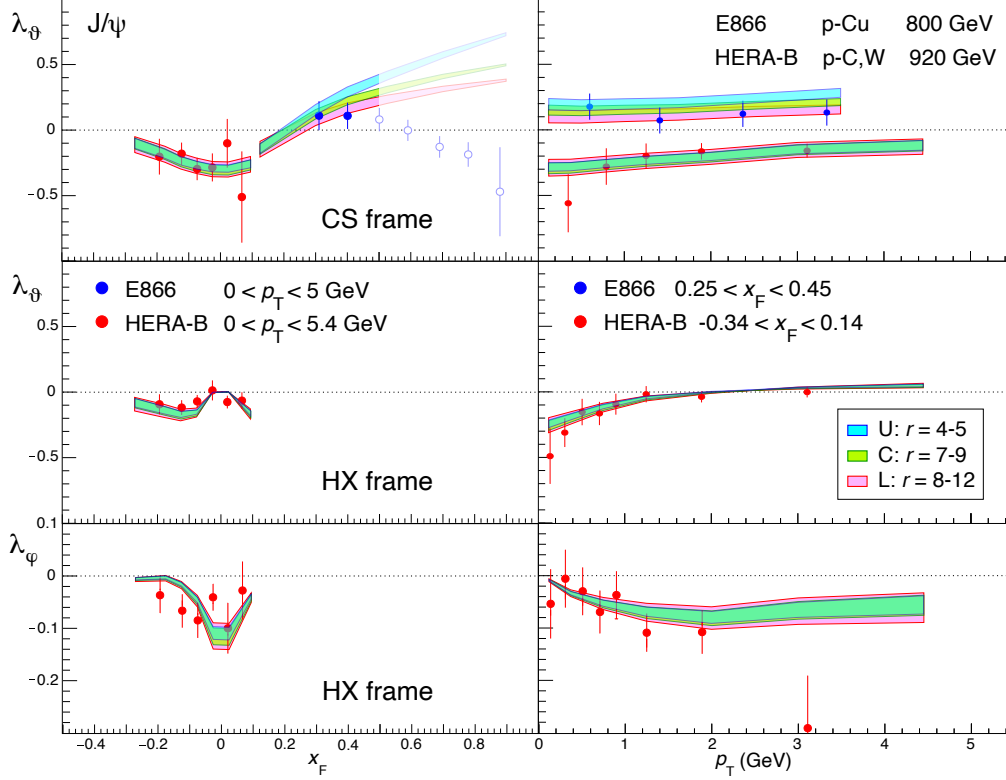 λϑ J/ψ
E866 p-Cu 800 GeV
HERA-B p-C,W 920 GeV
0.5
0
−0.5
CS frame
λϑ
E866 0 < pT < 5 GeV
HERA-B 0 < pT < 5.4 GeV
E866 0.25 < xF < 0.45
HERA-B -0.34 < xF < 0.14
0.5
0
−0.5
HX frame
U: r = 4-5
C: r = 7-9
L: r = 8-12
0.1
λφ
0
−0.1
−0.2
HX frame
−0.4 −0.2 0 0.2 0.4 0.6 0.8
xF
0 1 2 3 4 5
pT (GeV)